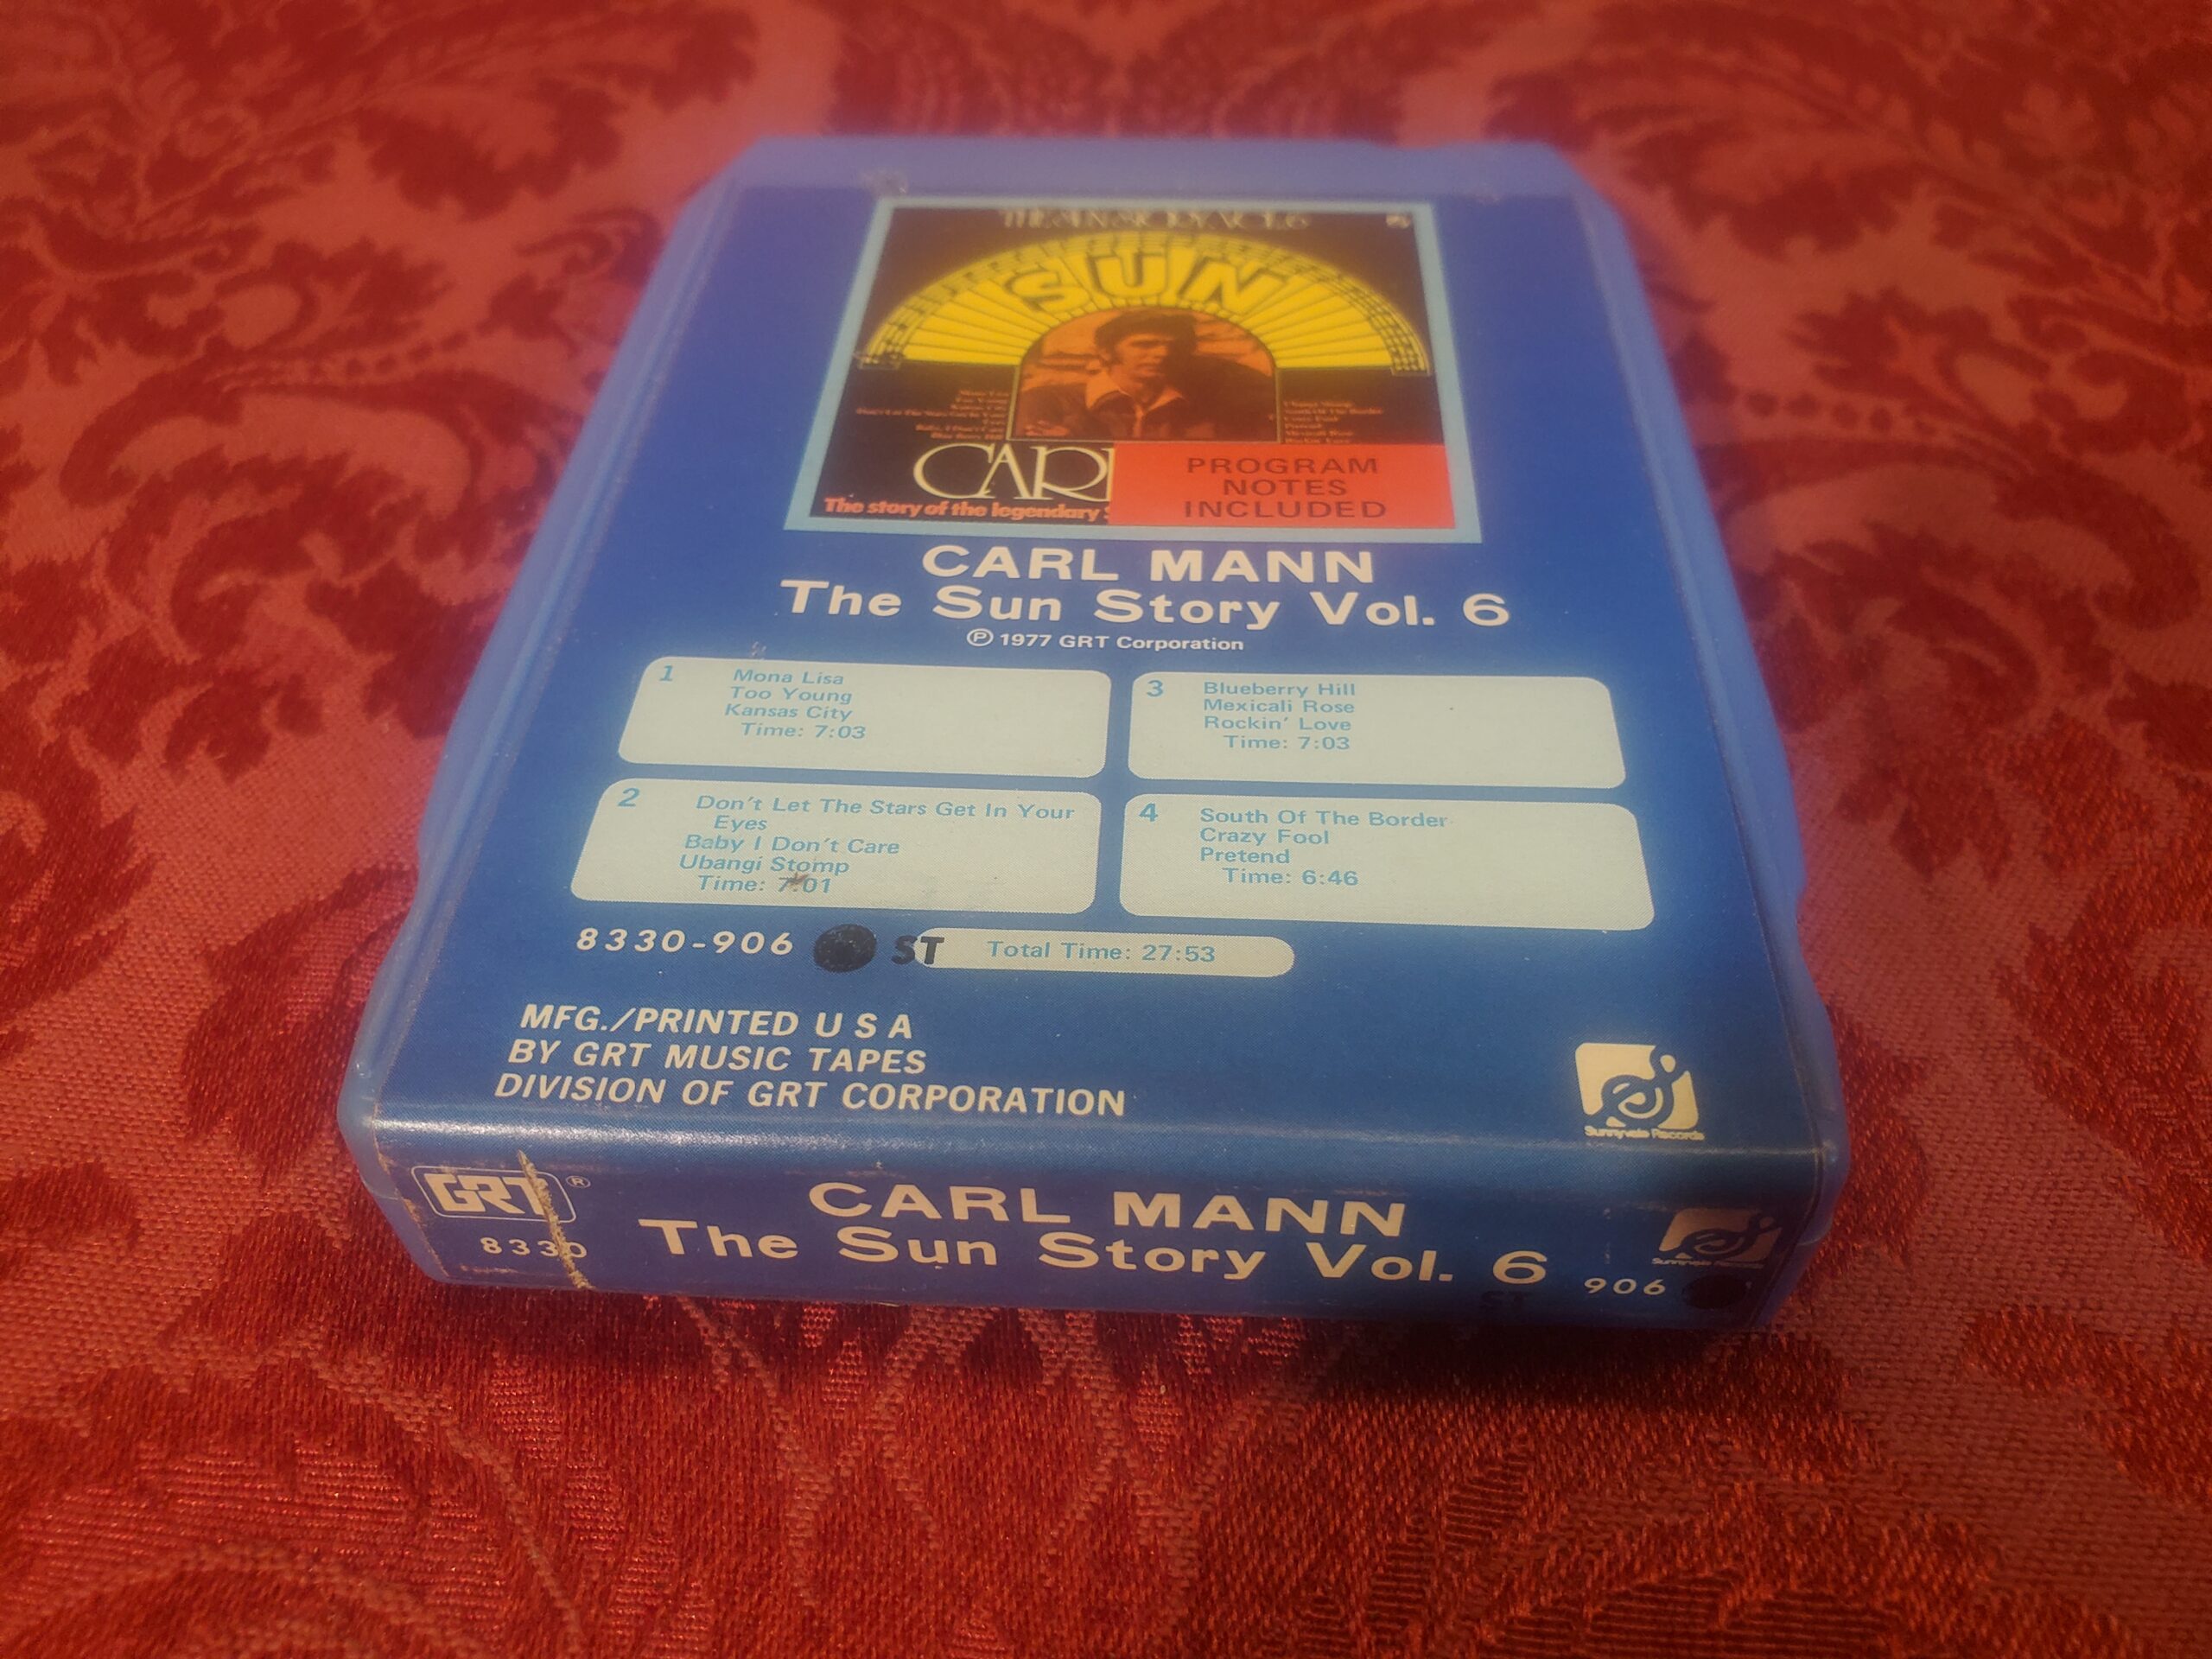 THE SUN STORY VOL. 6
SUN
CARL
The story of the legendary
PROGRAM
NOTES
INCLUDED
CARL MANN
The Sun Story Vol. 6
Ⓟ 1977 GRT Corporation
1
Mona Lisa
Too Young
Kansas City
Time: 7:03
2
Don't Let The Stars Get In Your
Eyes
Baby I Don't Care
Ubangi Stomp
Time: 7:01
3
Blueberry Hill
Mexicali Rose
Rockin' Love
Time: 7:03
4
South Of The Border
Crazy Fool
Pretend
Time: 6:46
8330-906
ST
Total Time: 27:53
MFG./PRINTED U S A
BY GRT MUSIC TAPES
DIVISION OF GRT CORPORATION
Sunnyvale Records
GRT®
8330
CARL MANN
The Sun Story Vol. 6
Sunnyvale Records
906